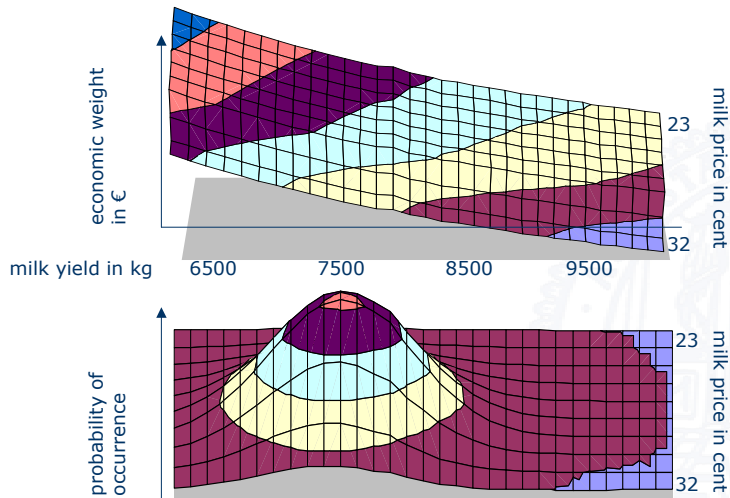 economic weight
in €
23
milk price in cent
32
milk yield in kg 6500 7500 8500 9500
probability of
occurrence
23
milk price in cent
32